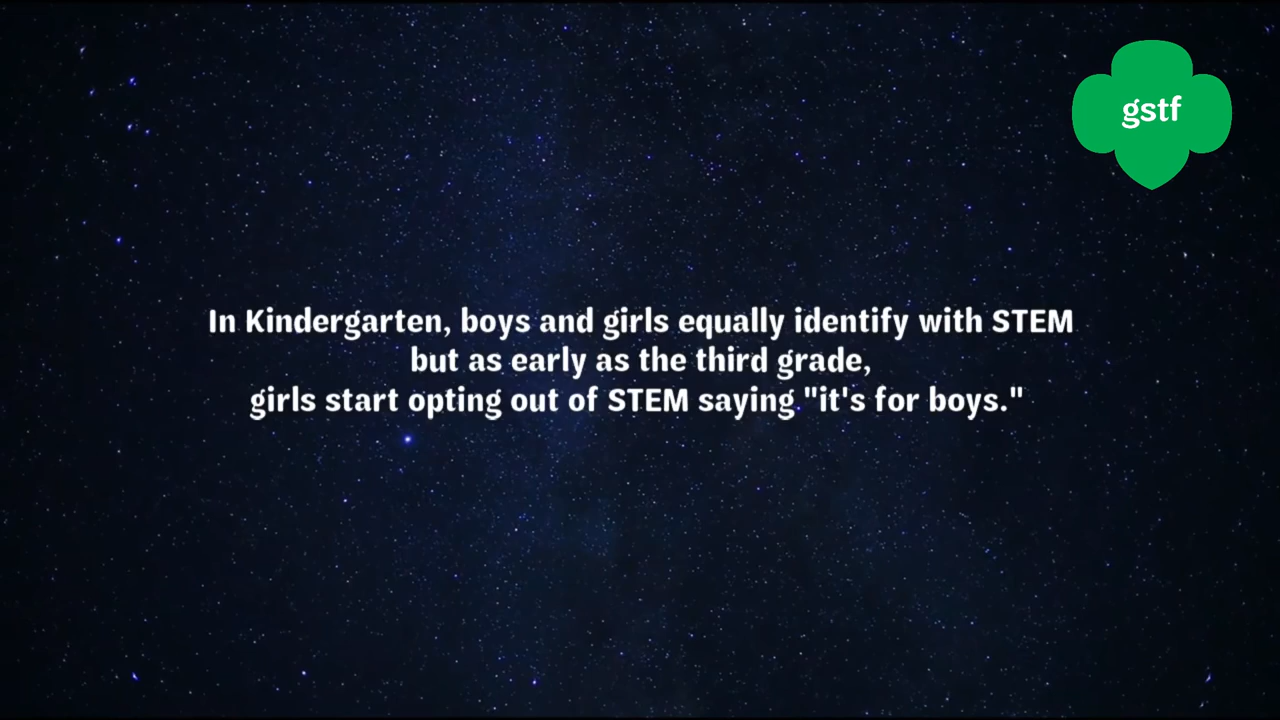 gstf
In Kindergarten, boys and girls equally identify with STEM
but as early as the third grade,
girls start opting out of STEM saying "it's for boys."